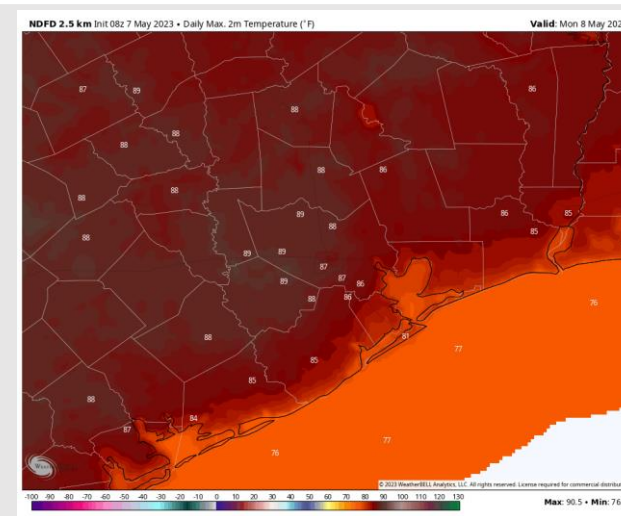 NDFD 2.5 km Init 08z 7 May 2023 • Daily Max. 2m Temperature (°F)
Valid: Mon 8 May 202
87 89 86
88
88
88
88 86
88
88
89 86 85
88 85
88
89 89
87
89 87 86
88 86
76
81
88
77
85
85
88
84
87
77
76
© 2023 WeatherBELL Analytics, LLC. All rights reserved. License required for commercial distribut
-100 -90 -80 -70 -60 -50 -40 -30 -20 -10 0 10 20 30 40 50 60 70 80 90 100 110 120 130
Max: 90.5 • Min: 76